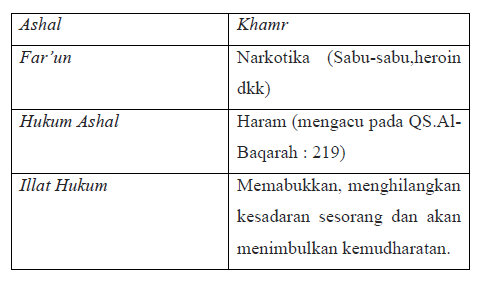 Ashal Khamr
Far’un Narkotika (Sabu-sabu,heroin
dkk)
Hukum Ashal Haram (mengacu pada QS.Al-
Baqarah : 219)
Illat Hukum Memabukkan, menghilangkan
kesadaran sesorang dan akan
menimbulkan kemudharatan.